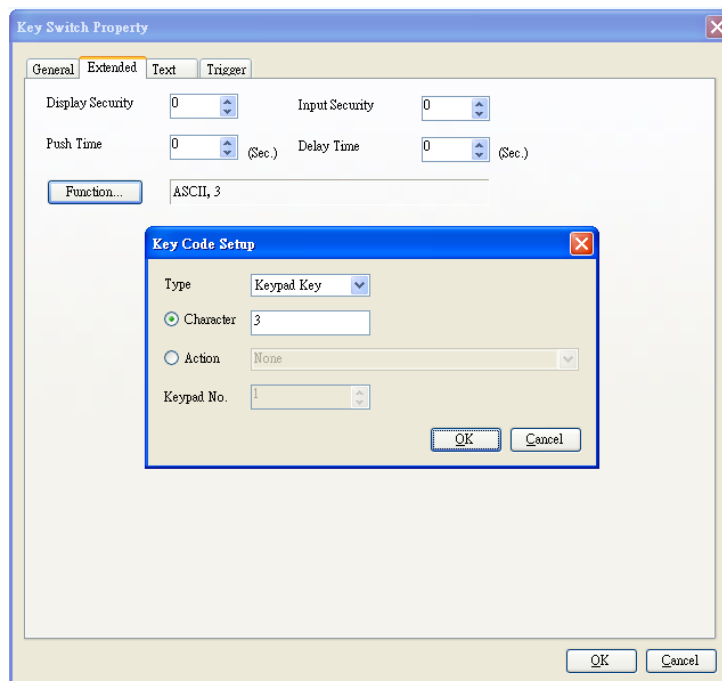 Key Switch Property
General Extended Text Trigger
Display Security 0 Input Security 0
Push Time 0 (Sec.) Delay Time 0 (Sec.)
Function... ASCII, 3
Key Code Setup
Type Keypad Key
Character 3
Action None
Keypad No. 1
OK Cancel
OK Cancel